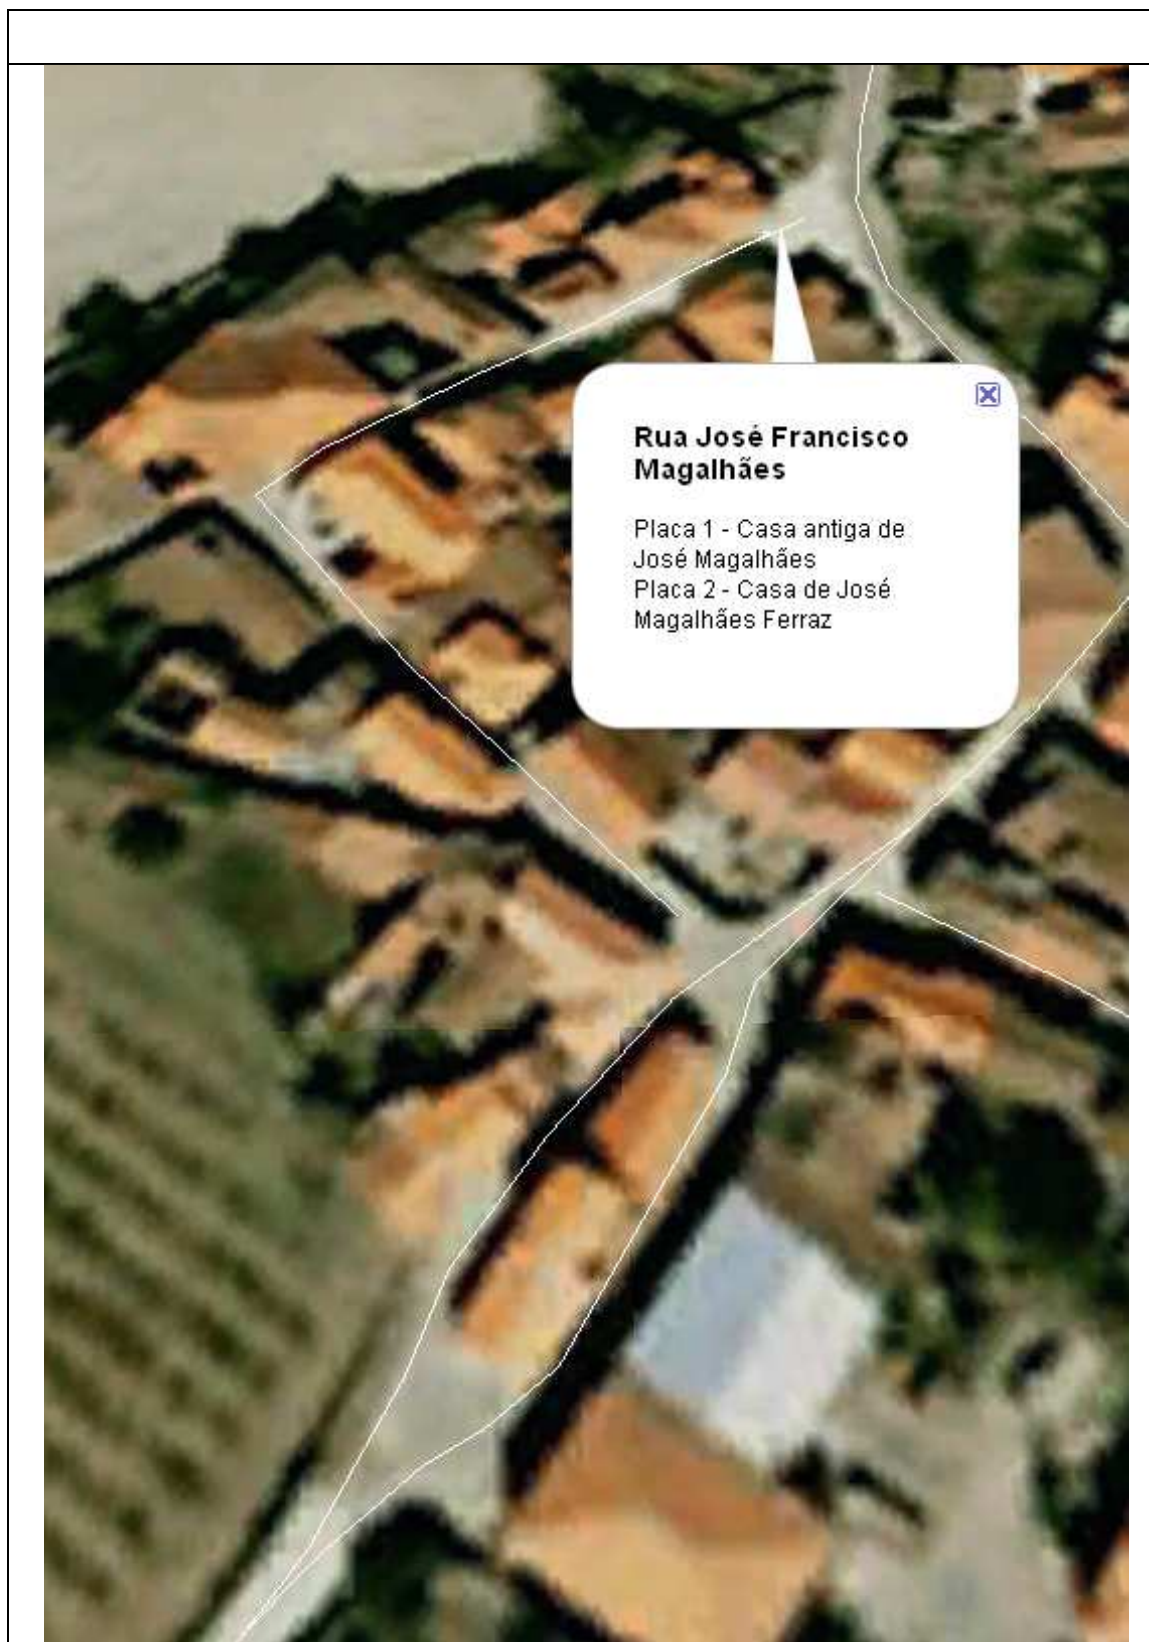 Rua José Francisco
Magalhães
Placa 1 - Casa antiga de
José Magalhães
Placa 2 - Casa de José
Magalhães Ferraz